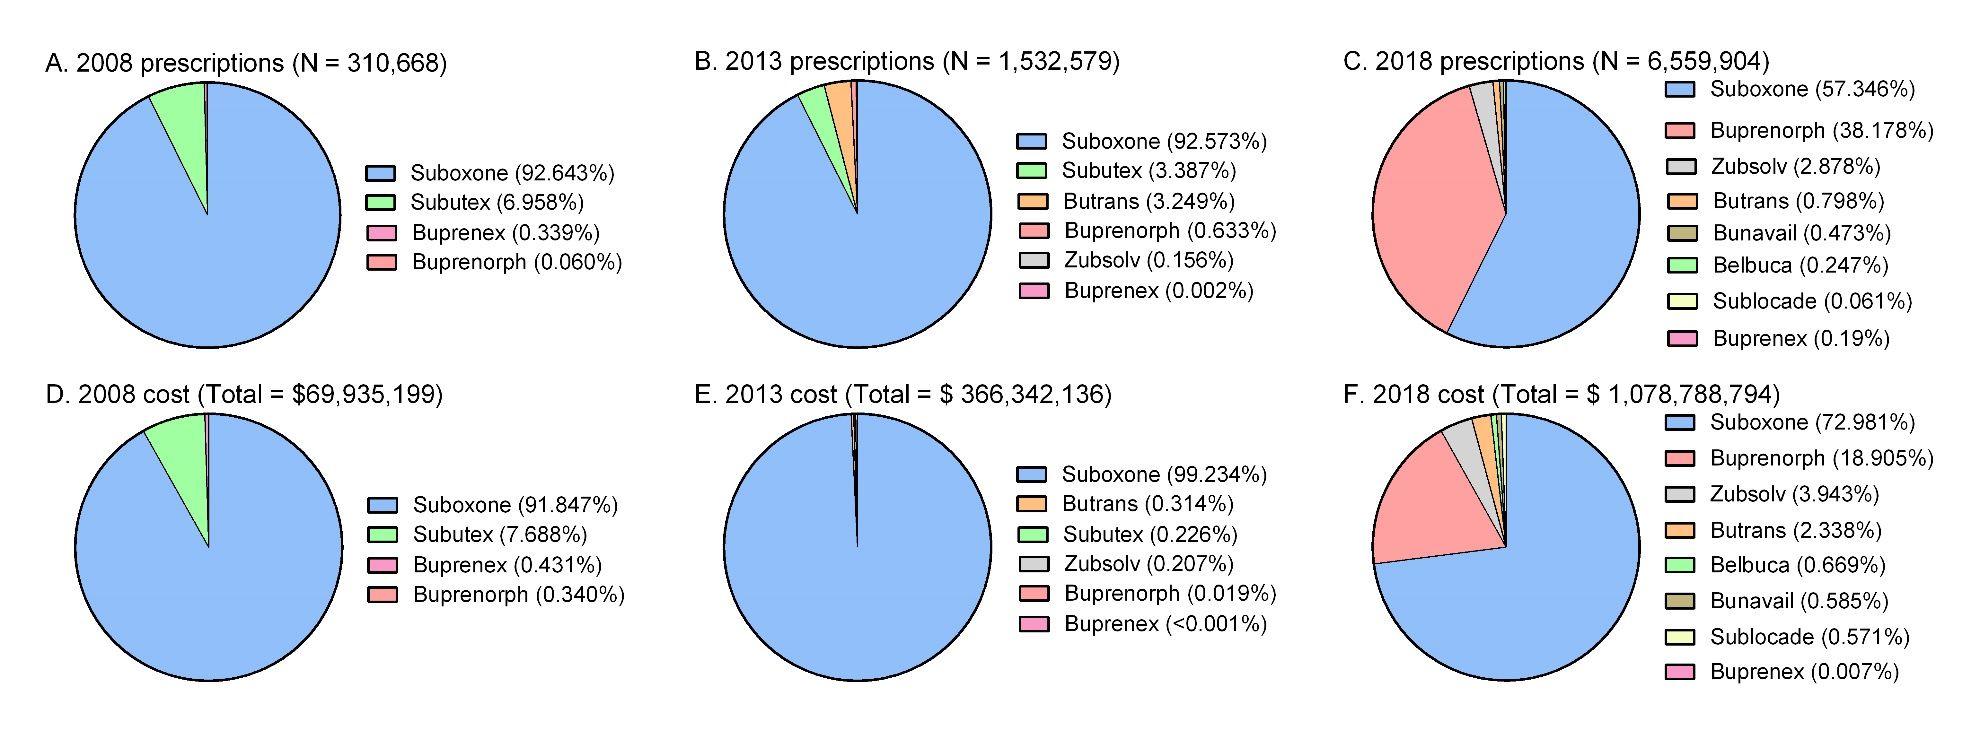 A. 2008 prescriptions (N = 310,668)
Suboxone (92.643%)
Subutex (6.958%)
Buprenex (0.339%)
Buprenorph (0.060%)
B. 2013 prescriptions (N = 1,532,579)
Suboxone (92.573%)
Subutex (3.387%)
Butrans (3.249%)
Buprenorph (0.633%)
Zubsolv (0.156%)
Buprenex (0.002%)
C. 2018 prescriptions (N = 6,559,904)
Suboxone (57.346%)
Buprenorph (38.178%)
Zubsolv (2.878%)
Butrans (0.798%)
Bunavail (0.473%)
Belbuca (0.247%)
Sublocade (0.061%)
Buprenex (0.19%)
D. 2008 cost (Total = $69,935,199)
Suboxone (91.847%)
Subutex (7.688%)
Buprenex (0.431%)
Buprenorph (0.340%)
E. 2013 cost (Total = $ 366,342,136)
Suboxone (99.234%)
Butrans (0.314%)
Subutex (0.226%)
Zubsolv (0.207%)
Buprenorph (0.019%)
Buprenex (<0.001%)
F. 2018 cost (Total = $ 1,078,788,794)
Suboxone (72.981%)
Buprenorph (18.905%)
Zubsolv (3.943%)
Butrans (2.338%)
Belbuca (0.669%)
Bunavail (0.585%)
Sublocade (0.571%)
Buprenex (0.007%)